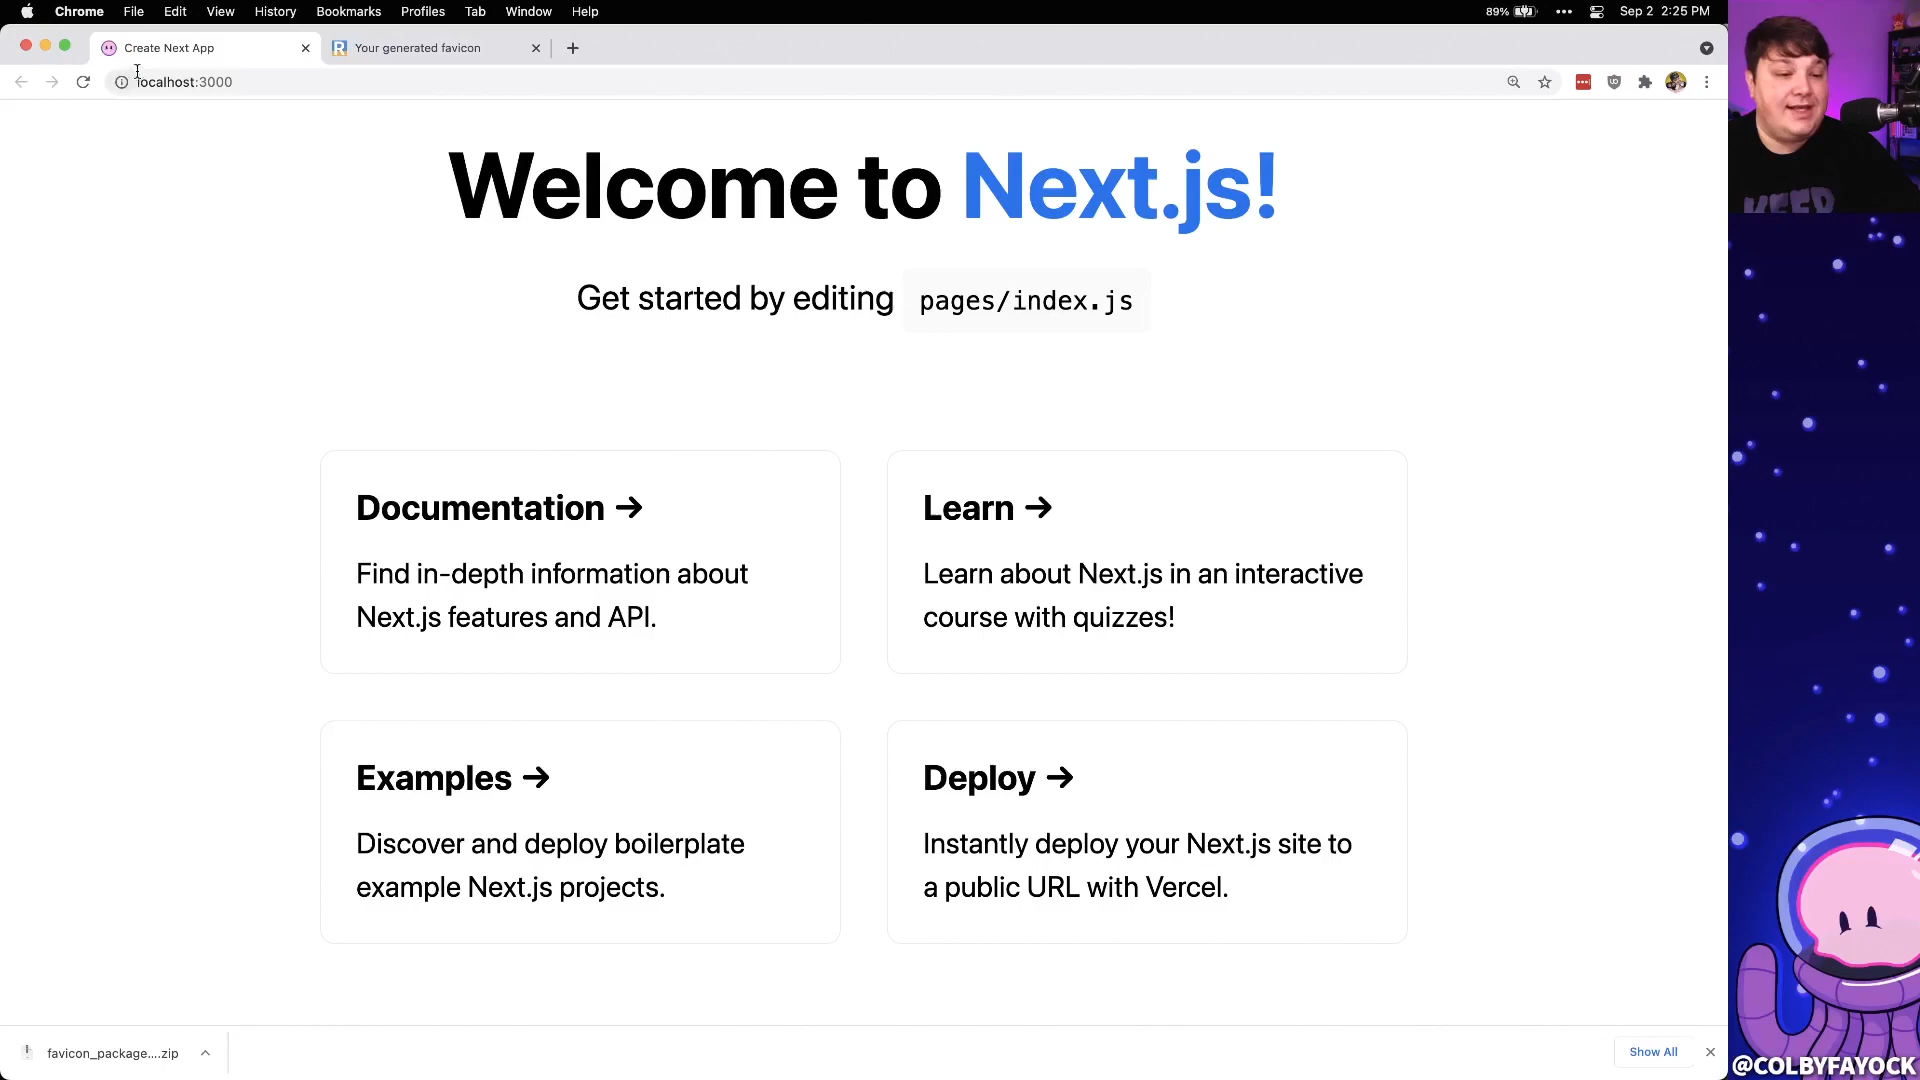 Chrome File Edit View History Bookmarks Profiles Tab Window Help
89% Sep 2 2:25 PM
Create Next App
Your generated favicon
localhost:3000
Welcome to Next.js!
Get started by editing pages/index.js
Documentation →
Find in-depth information about
Next.js features and API.
Learn →
Learn about Next.js in an interactive
course with quizzes!
Examples →
Discover and deploy boilerplate
example Next.js projects.
Deploy →
Instantly deploy your Next.js site to
a public URL with Vercel.
favicon_package....zip
Show All
KEEP
@COLBYFAYOCK